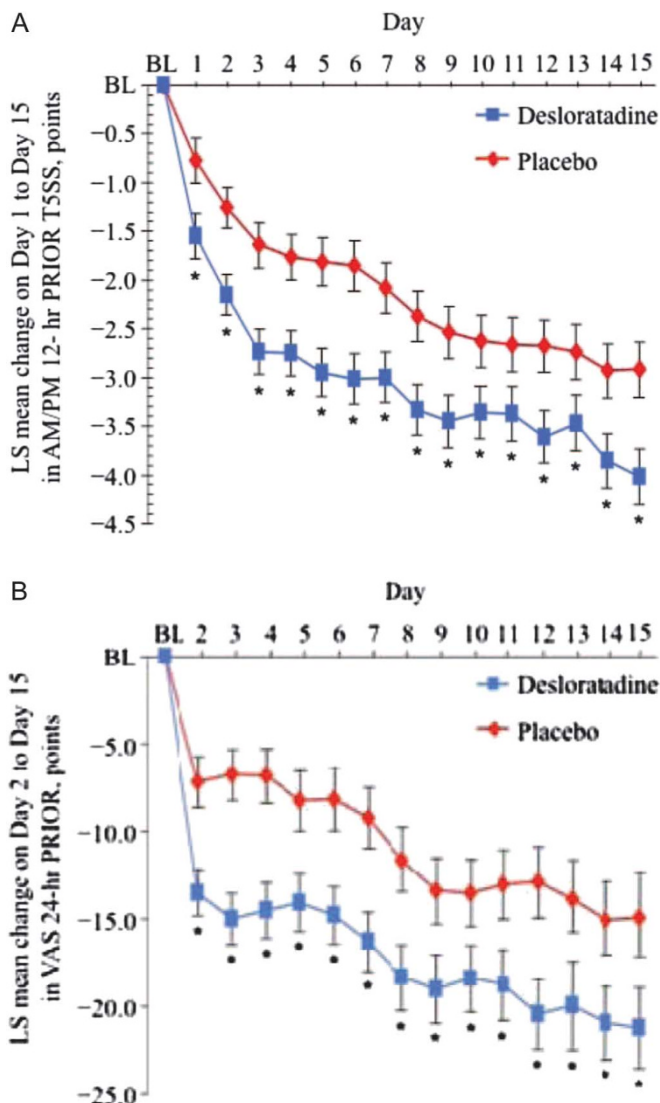 A
Day
BL 1 2 3 4 5 6 7 8 9 10 11 12 13 14 15
BL
−0.5
−1.0
−1.5
−2.0
−2.5
−3.0
−3.5
−4.0
−4.5
LS mean change on Day 1 to Day 15
in AM/PM 12- hr PRIOR T5SS, points
Desloratadine
Placebo
* * * * * * * * * * * * * * *
B
Day
BL 2 3 4 5 6 7 8 9 10 11 12 13 14 15
BL
−5.0
−10.0
−15.0
−20.0
−25.0
LS mean change on Day 2 to Day 15
in VAS 24-hr PRIOR, points
Desloratadine
Placebo